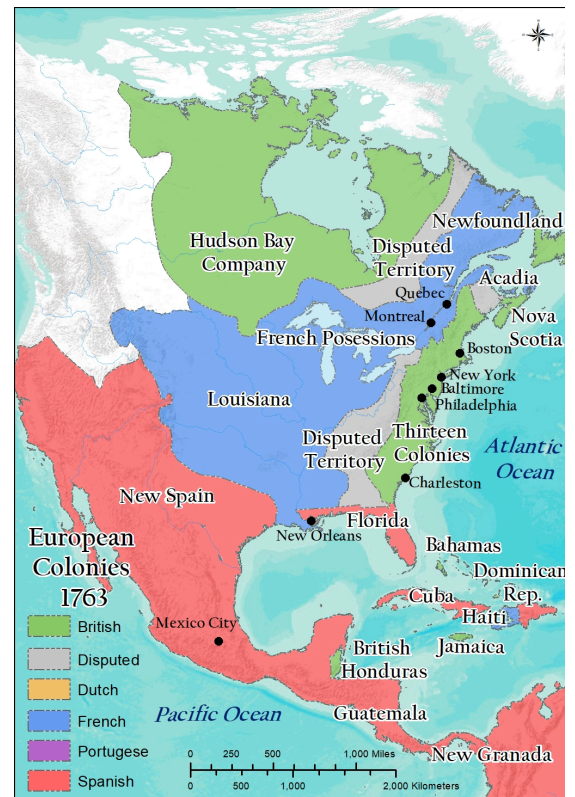 Hudson Bay
Company
Newfoundland
Disputed
Territory
Acadia
Quebec
Montreal
Nova
Scotia
French Posessions
Boston
New York
Baltimore
Philadelphia
Louisiana
Disputed
Territory
Thirteen
Colonies
Atlantic
Ocean
Charleston
New Spain
Florida
New Orleans
European
Colonies
1763
Bahamas
Dominican
Rep.
Cuba
Haiti
Jamaica
British
Honduras
Mexico City
Guatemala
New Granada
Pacific Ocean
British
Disputed
Dutch
French
Portugese
Spanish
0 250 500 1,000 Miles
0 500 1,000 2,000 Kilometers